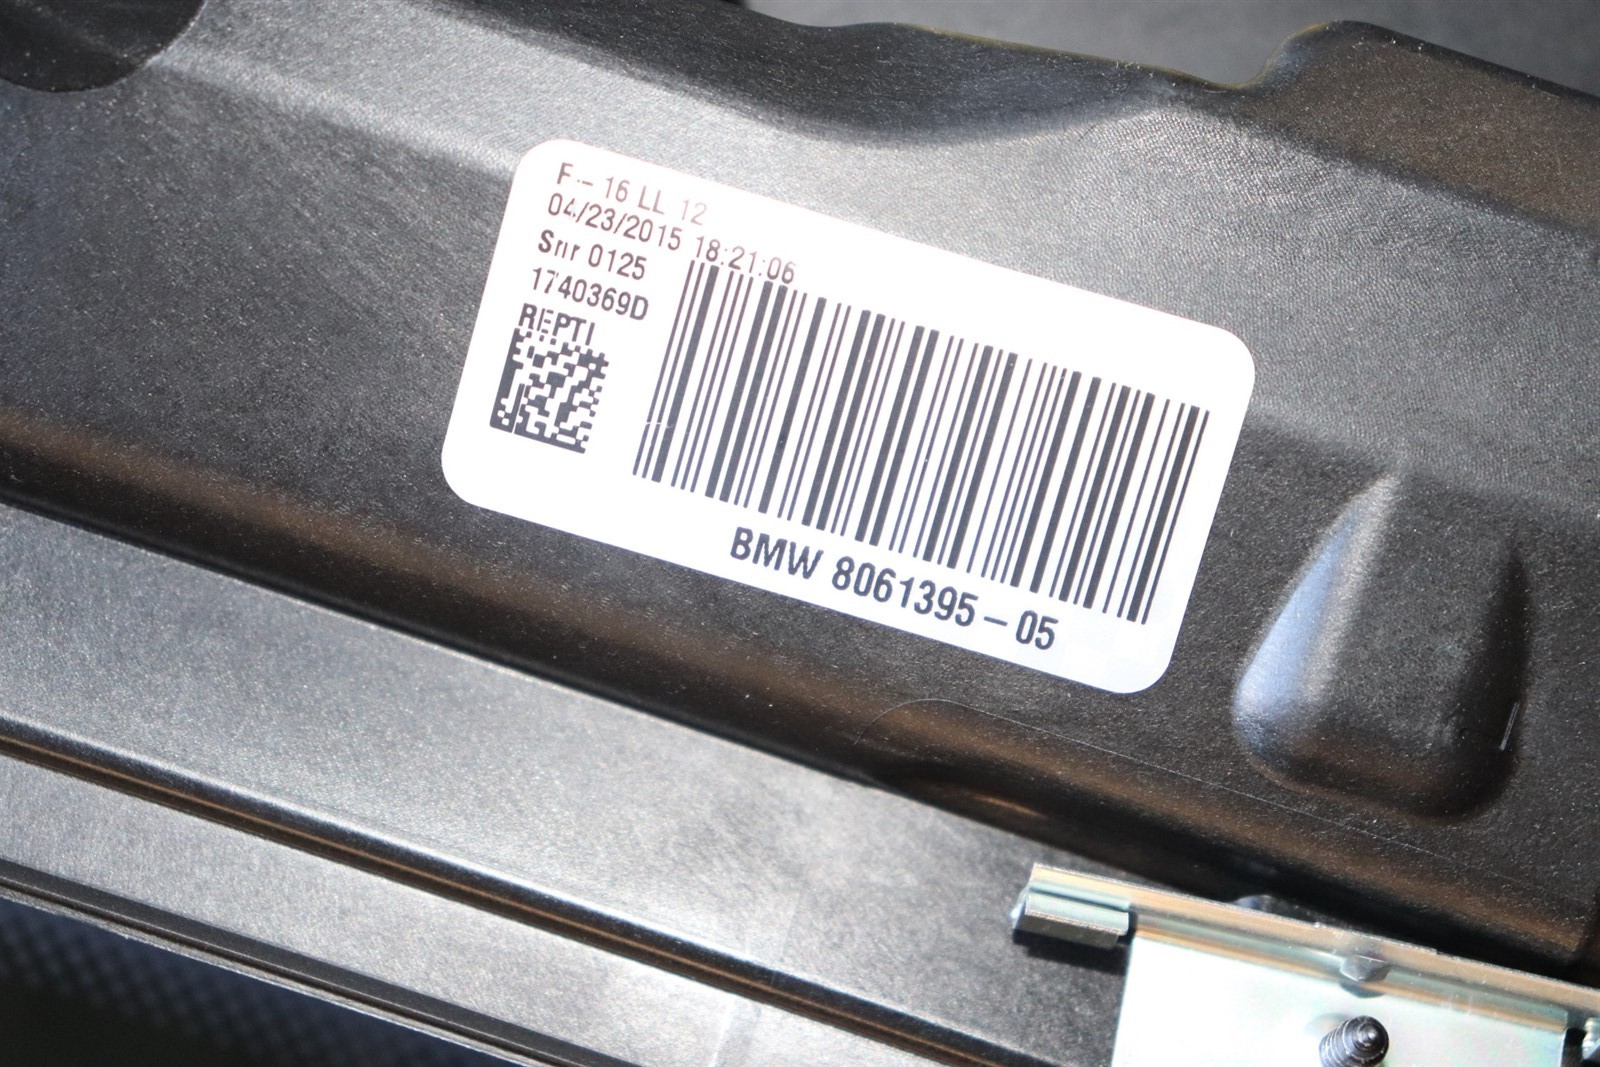 F-- 16 LL 12
04/23/2015 18:21:06
Snr 0125
1740369D
REPTI
BMW 8061395-05